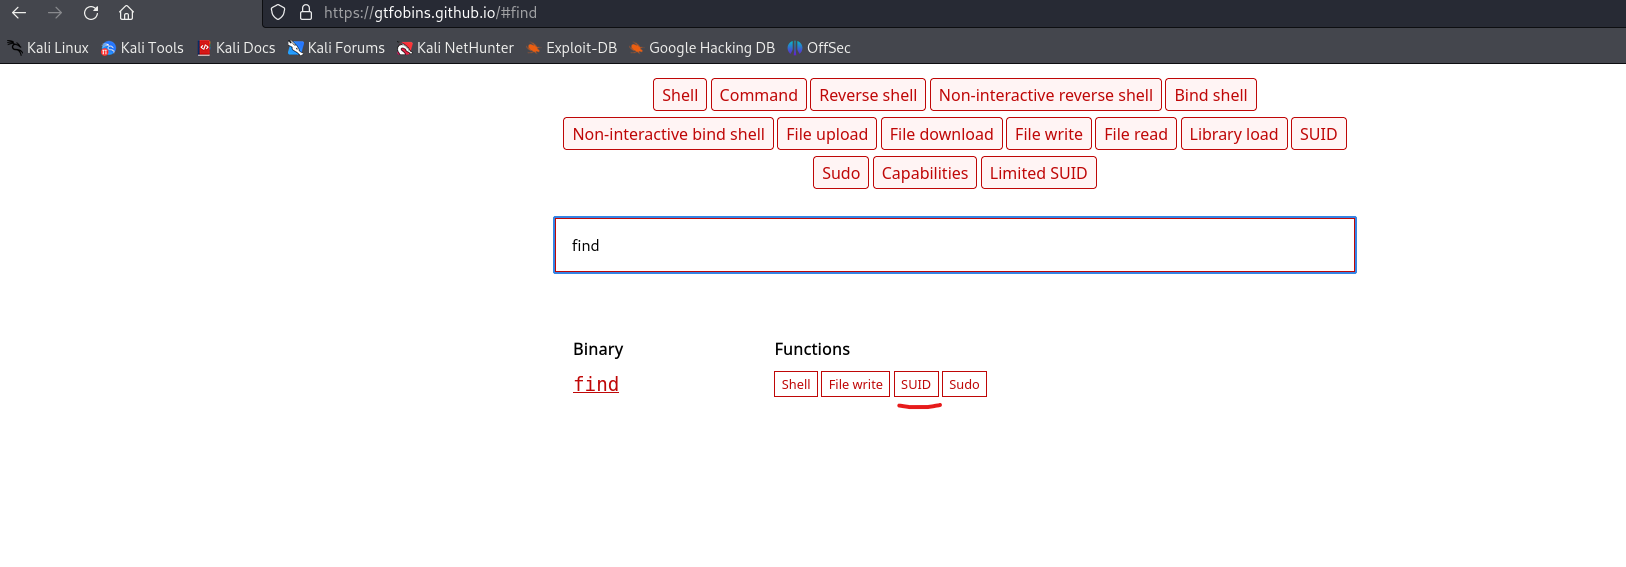 https://gtfobins.github.io/#find
Kali Linux Kali Tools Kali Docs Kali Forums Kali NetHunter Exploit-DB Google Hacking DB OffSec
Shell Command Reverse shell Non-interactive reverse shell Bind shell
Non-interactive bind shell File upload File download File write File read Library load SUID
Sudo Capabilities Limited SUID
find
Binary Functions
find Shell File write SUID Sudo